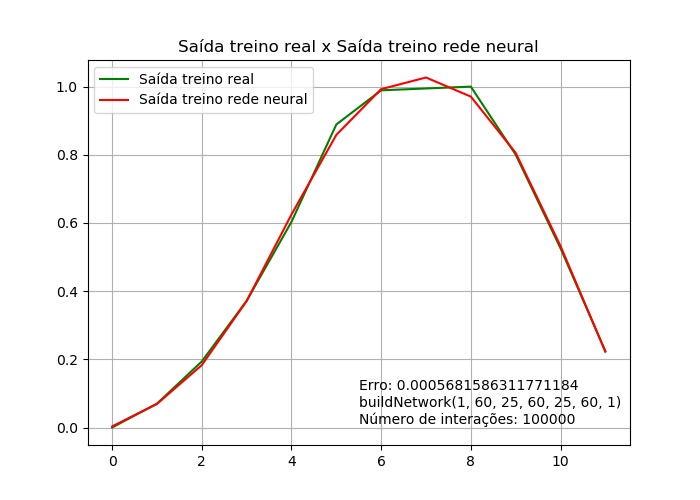 Saída treino real x Saída treino rede neural
Saída treino real
Saída treino rede neural
1.0
0.8
0.6
0.4
0.2
0.0
Erro: 0.0005681586311771184
buildNetwork(1, 60, 25, 60, 25, 60, 1)
Número de interações: 100000
0 2 4 6 8 10